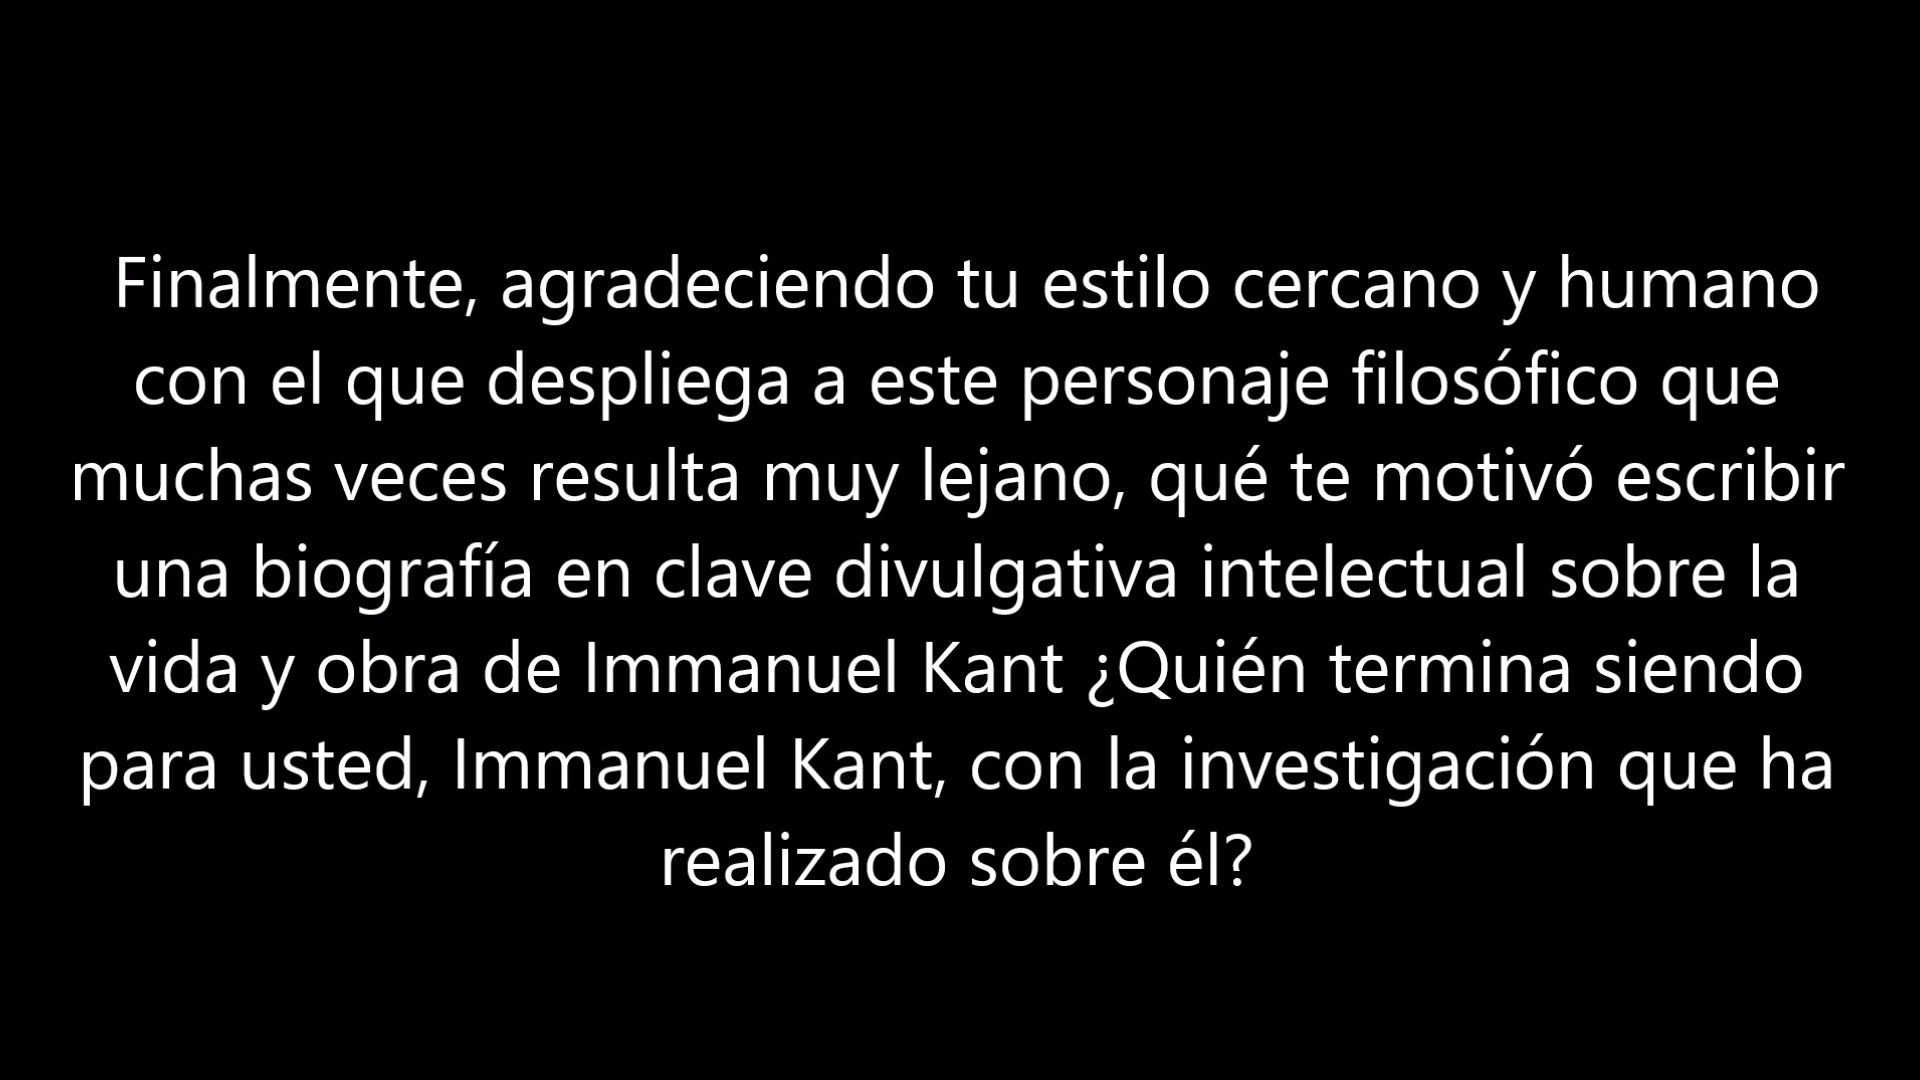 Finalmente, agradeciendo tu estilo cercano y humano
con el que despliega a este personaje filosófico que
muchas veces resulta muy lejano, qué te motivó escribir
una biografía en clave divulgativa intelectual sobre la
vida y obra de Immanuel Kant ¿Quién termina siendo
para usted, Immanuel Kant, con la investigación que ha
realizado sobre él?